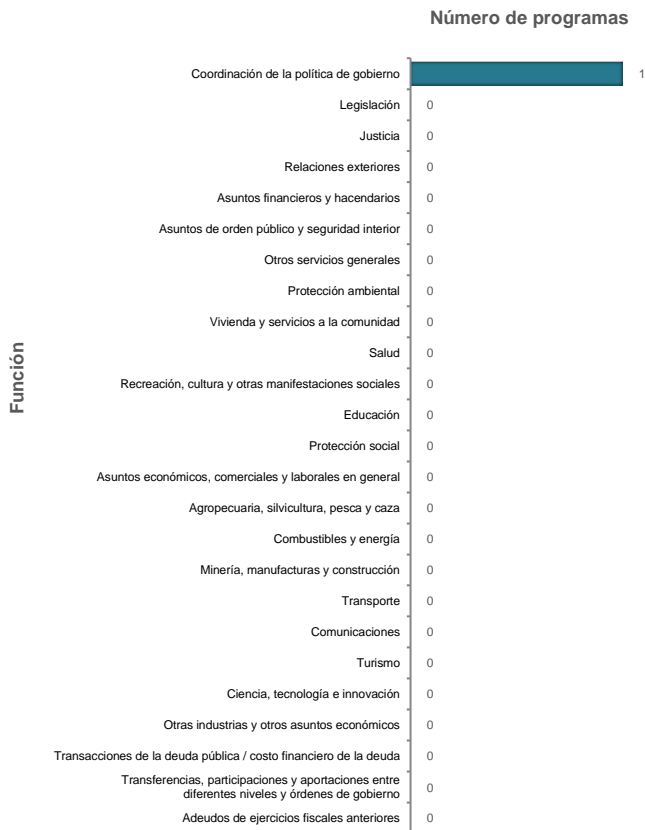 Número de programas
Función
Coordinación de la política de gobierno 1
Legislación 0
Justicia 0
Relaciones exteriores 0
Asuntos financieros y hacendarios 0
Asuntos de orden público y seguridad interior 0
Otros servicios generales 0
Protección ambiental 0
Vivienda y servicios a la comunidad 0
Salud 0
Recreación, cultura y otras manifestaciones sociales 0
Educación 0
Protección social 0
Asuntos económicos, comerciales y laborales en general 0
Agropecuaria, silvicultura, pesca y caza 0
Combustibles y energía 0
Minería, manufacturas y construcción 0
Transporte 0
Comunicaciones 0
Turismo 0
Ciencia, tecnología e innovación 0
Otras industrias y otros asuntos económicos 0
Transacciones de la deuda pública / costo financiero de la deuda 0
Transferencias, participaciones y aportaciones entre
diferentes niveles y órdenes de gobierno 0
Adeudos de ejercicios fiscales anteriores 0